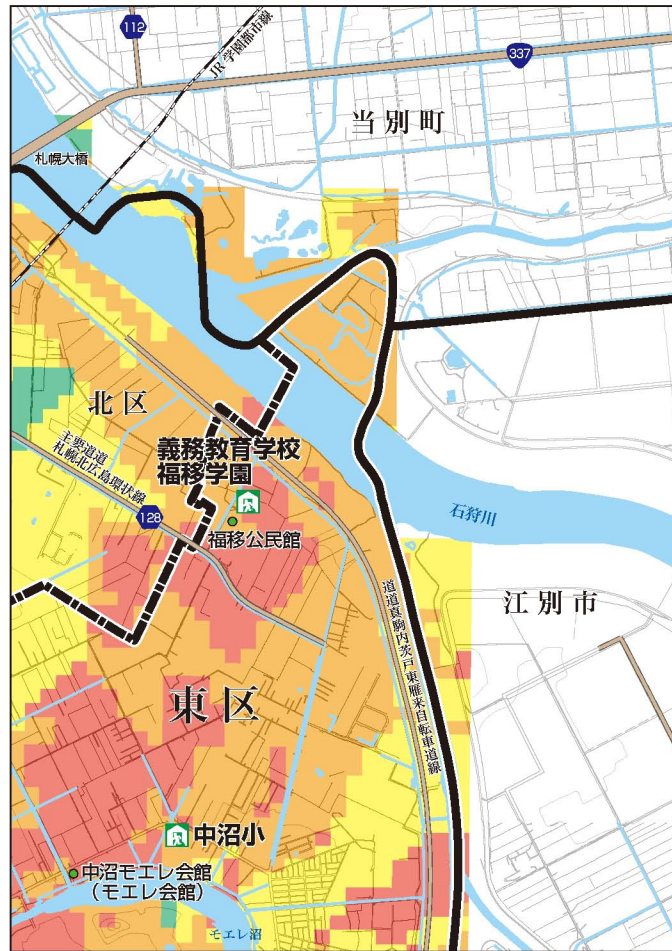 112
JR 学園都市線
337
当別町
札幌大橋
北区
義務教育学校
福移学園
主要道道
札幌北広島環状線
128
福移公民館
石狩川
江別市
道道真駒内茨戸東雁来自転車道線
東区
中沼小
中沼モエレ会館
(モエレ会館)
モエレ沼